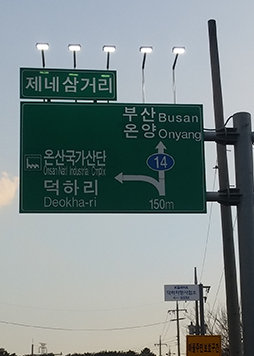 제네삼거리
부산 Busan
온양 Onyang
14
온산국가산단
Onsan Nat'l Industrial Cmplx
덕하리
Deokha-ri
150m